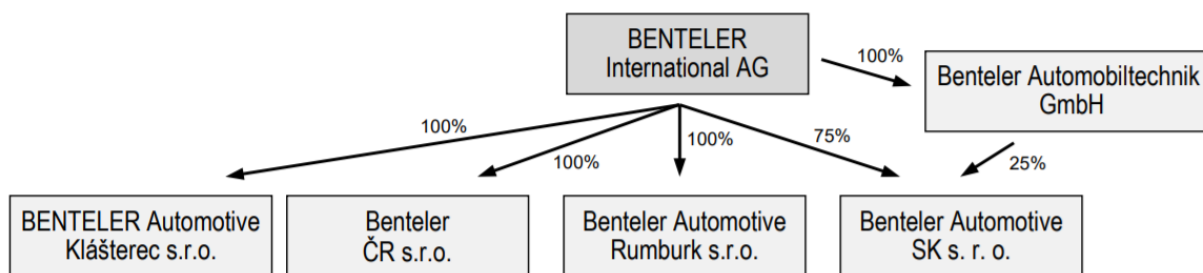 BENTELER
International AG
100%
Benteler Automobiltechnik
GmbH
100%
100%
100%
75%
25%
BENTELER Automotive
Klášterec s.r.o.
Benteler
ČR s.r.o.
Benteler Automotive
Rumburk s.r.o.
Benteler Automotive
SK s. r. o.